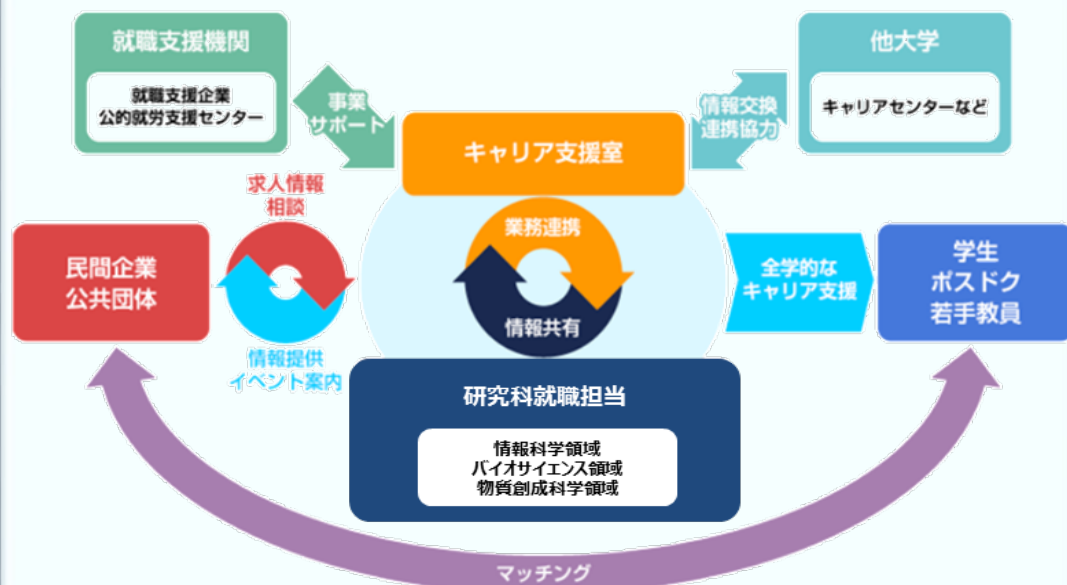 就職支援機関
就職支援企業
公的就労支援センター
事業
サポート
情報交換
連携協力
他大学
キャリアセンターなど
キャリア支援室
求人情報
相談
業務連携
民間企業
公共団体
全学的な
キャリア支援
学生
ポスドク
若手教員
情報共有
情報提供
イベント案内
研究科就職担当
情報科学領域
バイオサイエンス領域
物質創成科学領域
マッチング